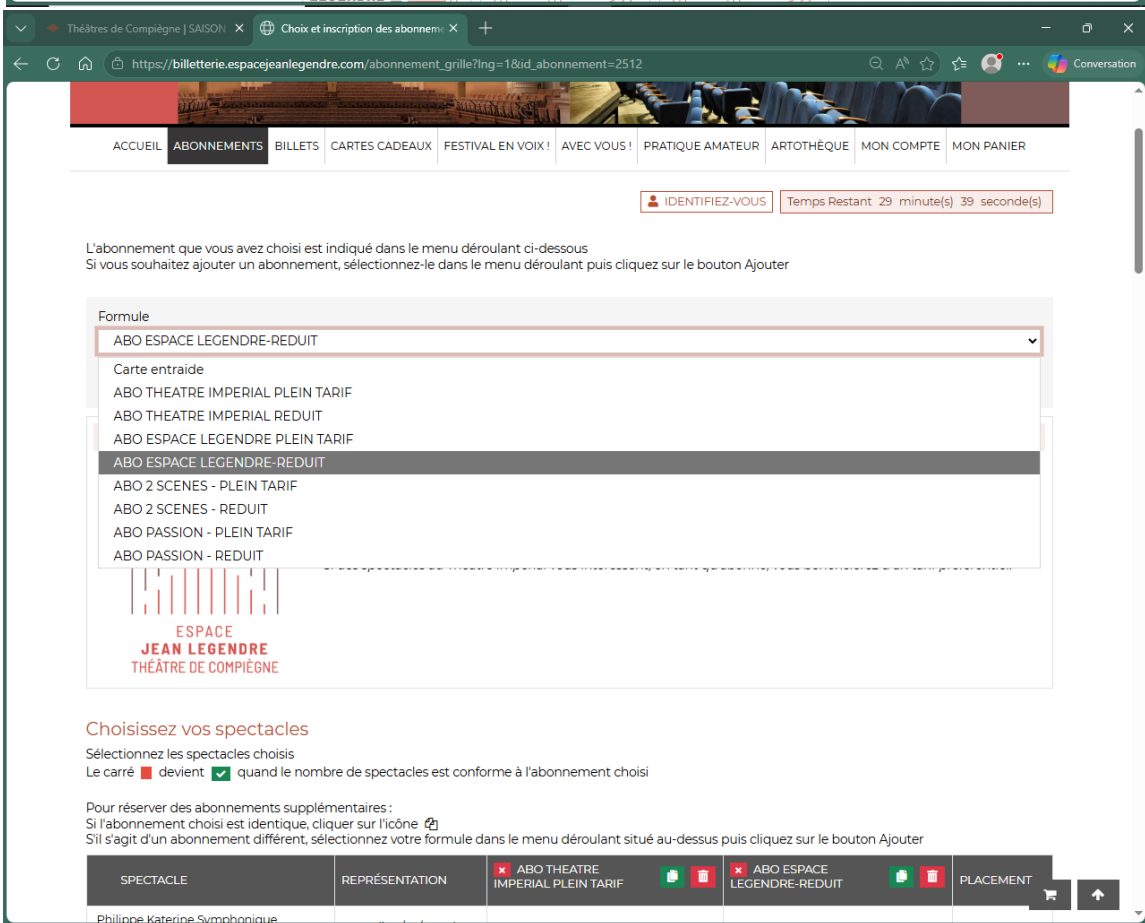 Théâtres de Compiègne | SAISON
Choix et inscription des abonneme
https://billetterie.espacejeanlegendre.com/abonnement_grille?lng=1&id_abonnement=2512
Conversation
ACCUEIL ABONNEMENTS BILLETS CARTES CADEAUX FESTIVAL EN VOIX ! AVEC VOUS ! PRATIQUE AMATEUR ARTOTHÈQUE MON COMPTE MON PANIER
IDENTIFIEZ-VOUS Temps Restant 29 minute(s) 39 seconde(s)
L'abonnement que vous avez choisi est indiqué dans le menu déroulant ci-dessous
Si vous souhaitez ajouter un abonnement, sélectionnez-le dans le menu déroulant puis cliquez sur le bouton Ajouter
Formule
ABO ESPACE LEGENDRE-REDUIT
Carte entraide
ABO THEATRE IMPERIAL PLEIN TARIF
ABO THEATRE IMPERIAL REDUIT
ABO ESPACE LEGENDRE PLEIN TARIF
ABO ESPACE LEGENDRE-REDUIT
ABO 2 SCENES - PLEIN TARIF
ABO 2 SCENES - REDUIT
ABO PASSION - PLEIN TARIF
ABO PASSION - REDUIT
ESPACE
JEAN LEGENDRE
THÉÂTRE DE COMPIÈGNE
Choisissez vos spectacles
Sélectionnez les spectacles choisis
Le carré devient quand le nombre de spectacles est conforme à l'abonnement choisi
Pour réserver des abonnements supplémentaires :
Si l'abonnement choisi est identique, cliquer sur l'icône
S'il s'agit d'un abonnement différent, sélectionnez votre formule dans le menu déroulant situé au-dessus puis cliquez sur le bouton Ajouter
SPECTACLE REPRÉSENTATION ABO THEATRE IMPERIAL PLEIN TARIF ABO ESPACE LEGENDRE-REDUIT PLACEMENT
Philippe Katerine Symphonique